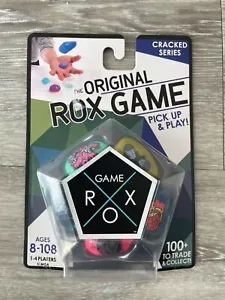 CRACKED
SERIES
THE ORIGINAL
ROX GAME
PICK UP
& PLAY!
GAME
R
O
X
AGES
8-108
1-4 PLAYERS
100+
TO TRADE
& COLLECT!